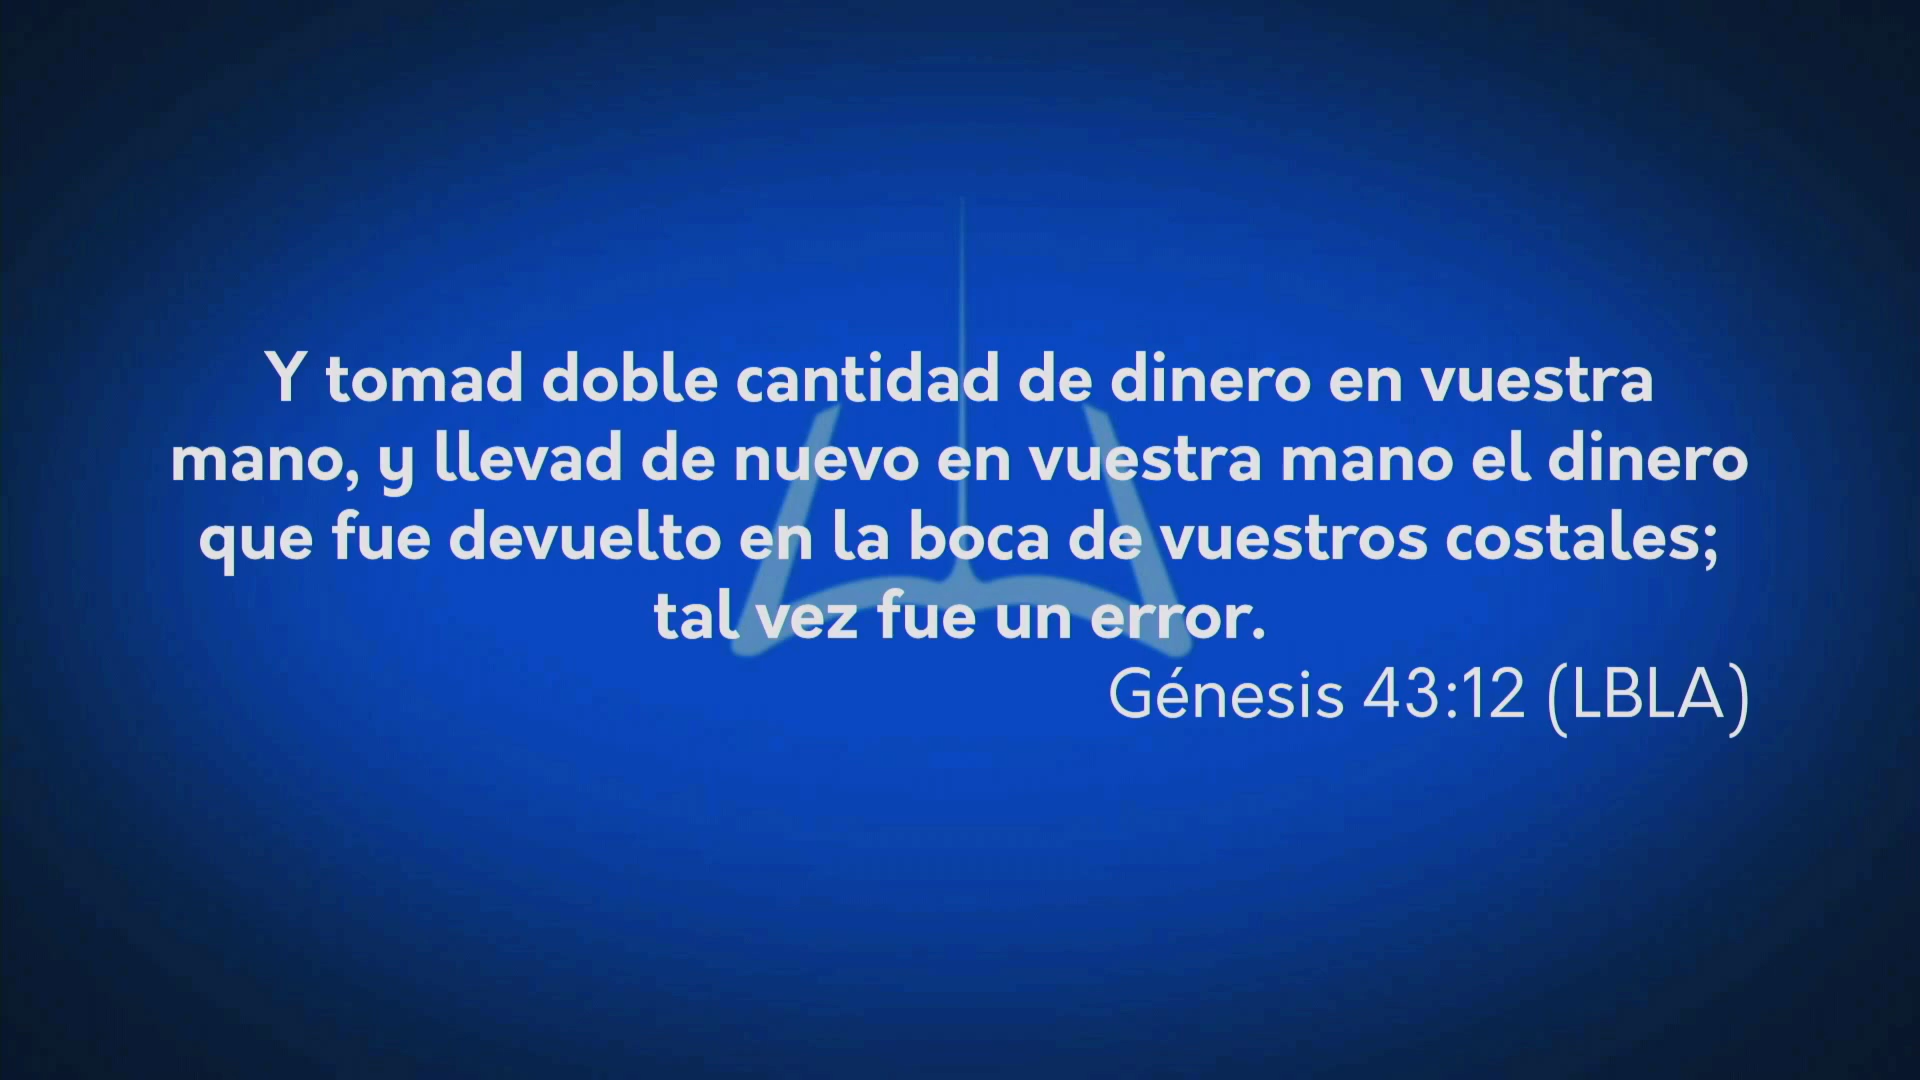 Y tomad doble cantidad de dinero en vuestra
mano, y llevad de nuevo en vuestra mano el dinero
que fue devuelto en la boca de vuestros costales;
tal vez fue un error.
Génesis 43:12 (LBLA)